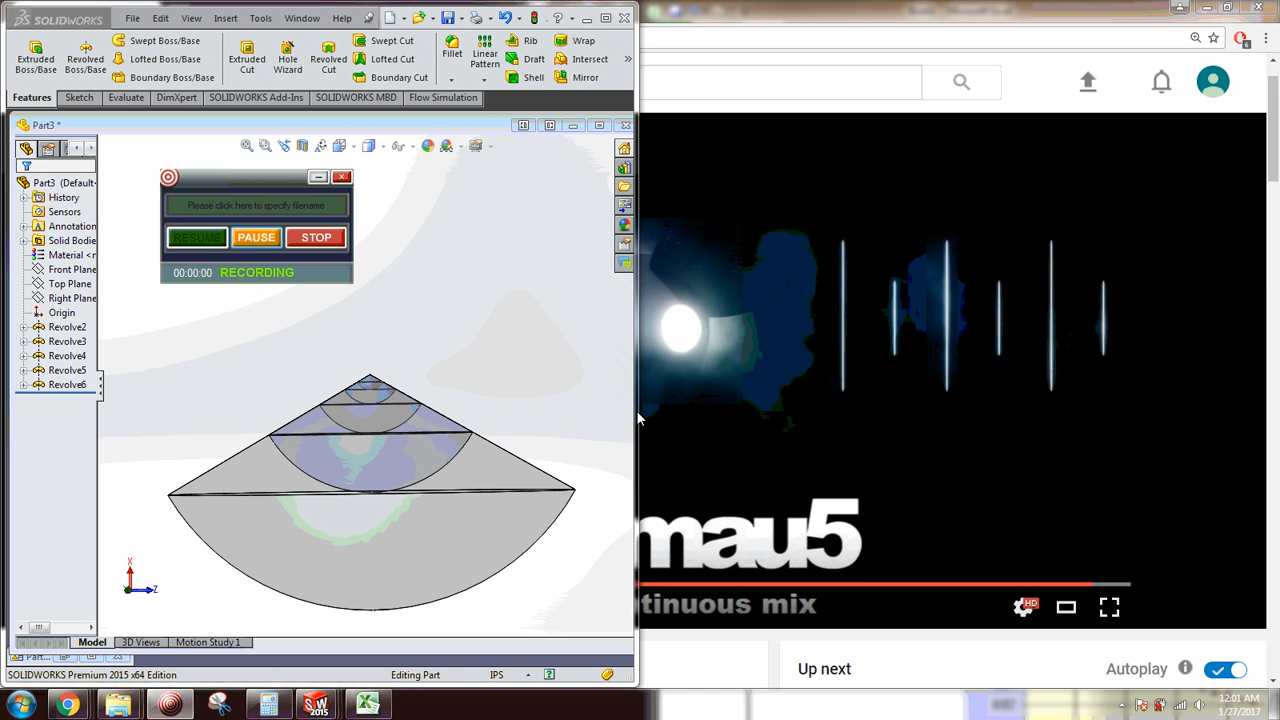 SOLIDWORKS File Edit View Insert Tools Window Help
Extruded Boss/Base
Revolved Boss/Base
Swept Boss/Base
Lofted Boss/Base
Boundary Boss/Base
Extruded Cut
Hole Wizard
Revolved Cut
Swept Cut
Lofted Cut
Boundary Cut
Fillet
Linear Pattern
Rib
Draft
Shell
Wrap
Intersect
Mirror
Features Sketch Evaluate DimXpert SOLIDWORKS Add-Ins SOLIDWORKS MBD Flow Simulation
Part3 *
Part3 (Default
History
Sensors
Annotation
Solid Bodie
Material <n
Front Plane
Top Plane
Right Plane
Origin
Revolve2
Revolve3
Revolve4
Revolve5
Revolve6
Please click here to specify filename
RESUME PAUSE STOP
00:00:00 RECORDING
X
Z
Model 3D Views Motion Study 1
Part...
SOLIDWORKS Premium 2015 x64 Edition Editing Part IPS
6
mau5
tinuous mix
HD
Up next Autoplay
SW 2015
12:01 AM
1/27/2017